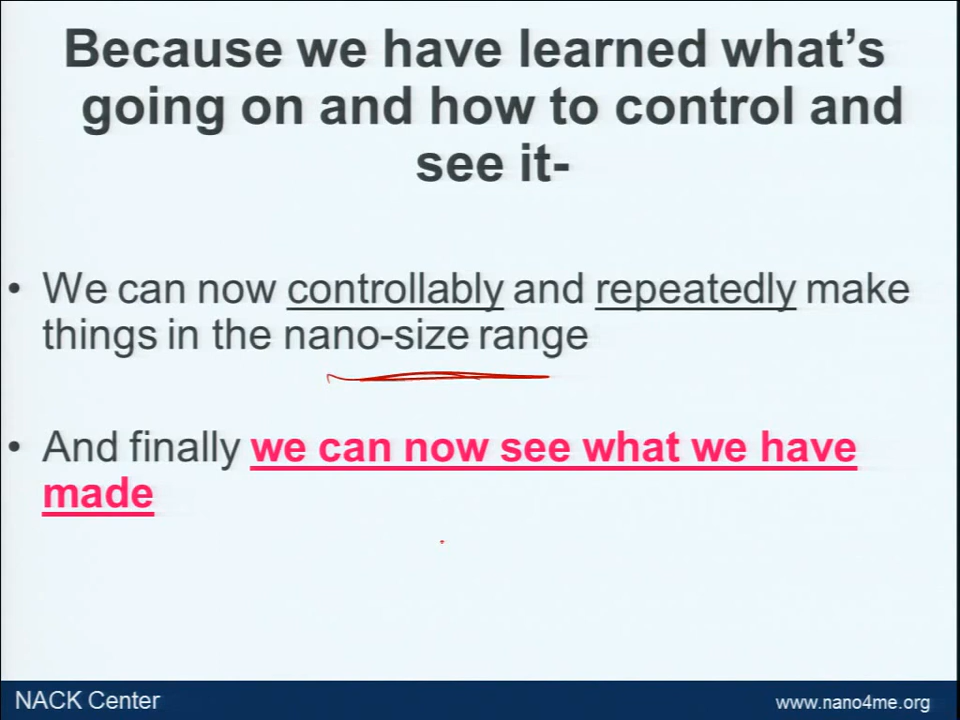 Because we have learned what’s
going on and how to control and
see it-
• We can now controllably and repeatedly make
things in the nano-size range
• And finally we can now see what we have
made
NACK Center
www.nano4me.org